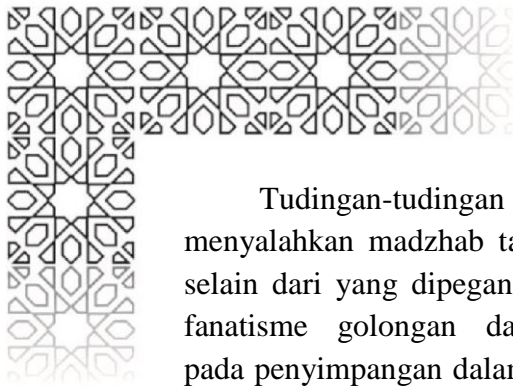 Tudingan-tudingan
menyalahkan madzhab
selain dari yang
fanatisme golongan
pada penyimpangan